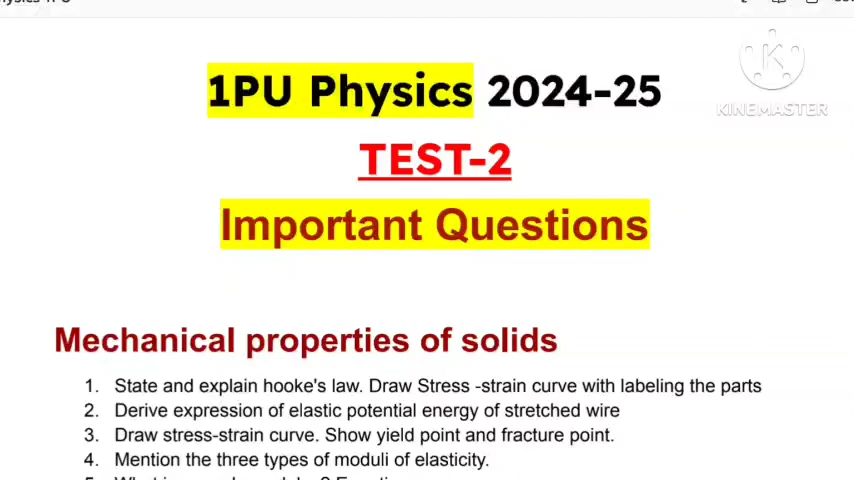 1PU Physics 2024-25
KINEMASTER
TEST-2
Important Questions
Mechanical properties of solids
1. State and explain hooke's law. Draw Stress -strain curve with labeling the parts
2. Derive expression of elastic potential energy of stretched wire
3. Draw stress-strain curve. Show yield point and fracture point.
4. Mention the three types of moduli of elasticity.